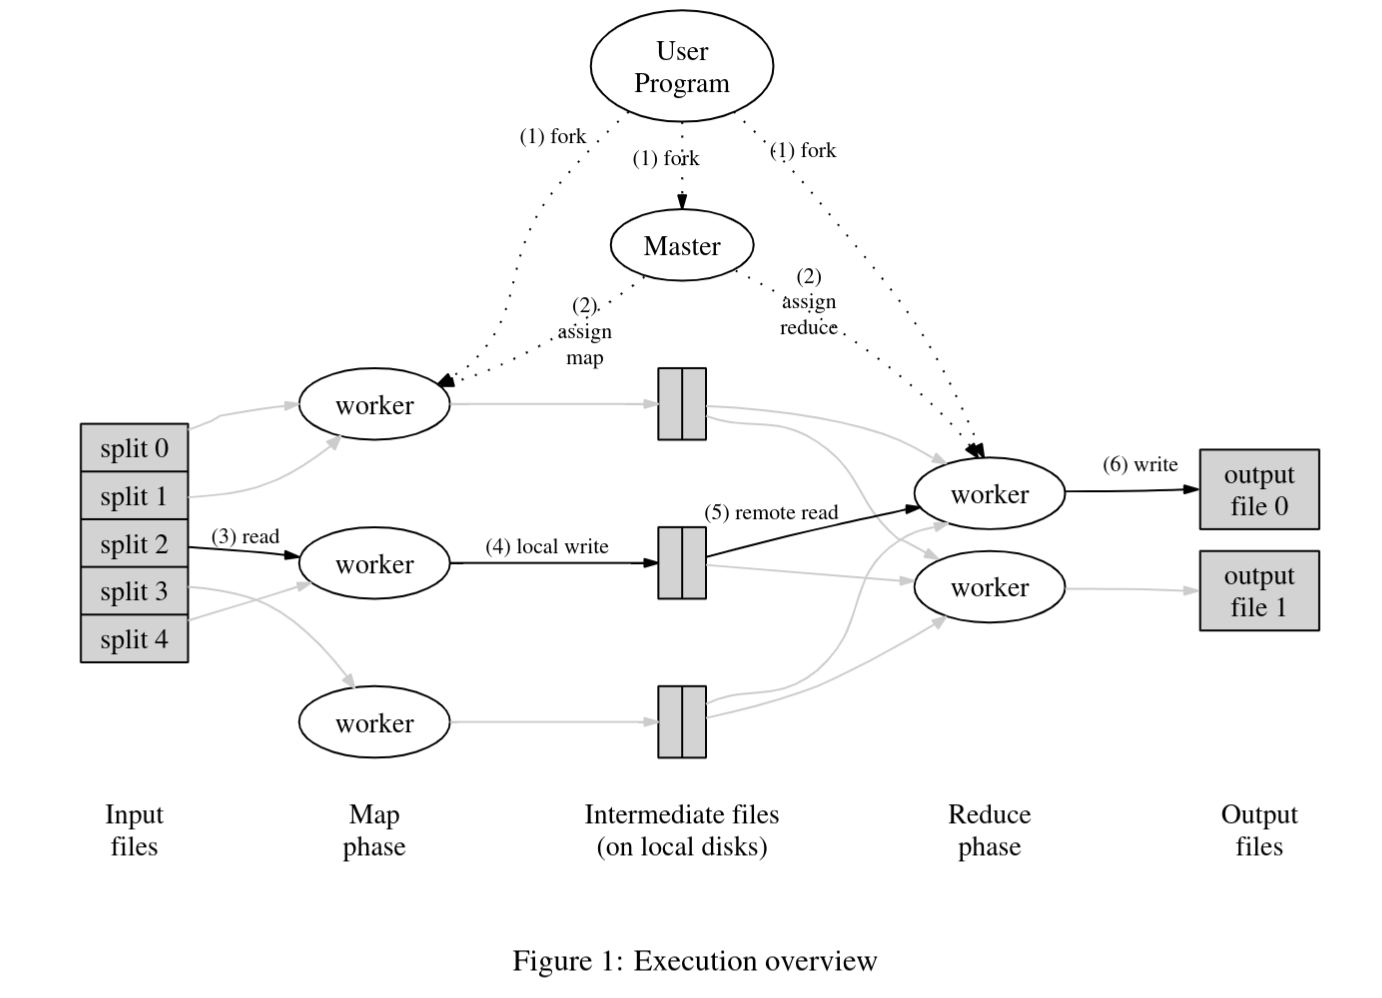 User
Program
(1) fork
(1) fork
(1) fork
Master
(2)
assign
map
(2)
assign
reduce
worker
split 0
split 1
split 2
split 3
split 4
(3) read
worker
(4) local write
(5) remote read
worker
(6) write
output
file 0
worker
output
file 1
worker
Input
files
Map
phase
Intermediate files
(on local disks)
Reduce
phase
Output
files
Figure 1: Execution overview